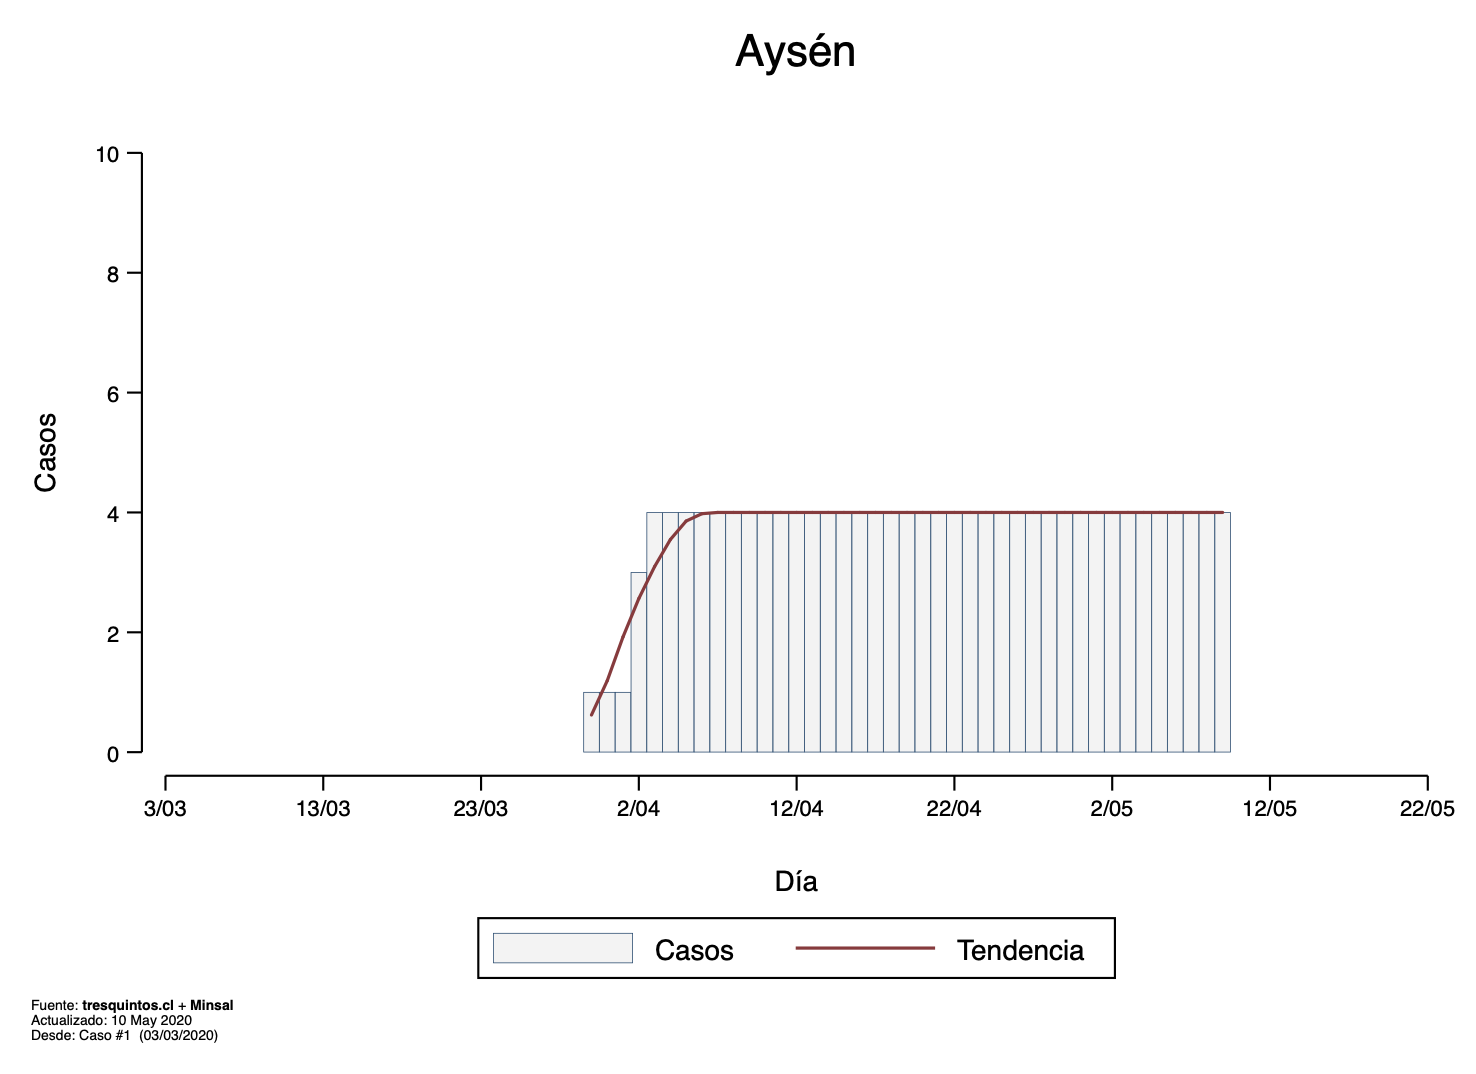 Aysén
10
8
6
4
2
0
Casos
3/03 13/03 23/03 2/04 12/04 22/04 2/05 12/05 22/05
Día
Casos Tendencia
Fuente: tresquintos.cl + Minsal
Actualizado: 10 May 2020
Desde: Caso #1 (03/03/2020)